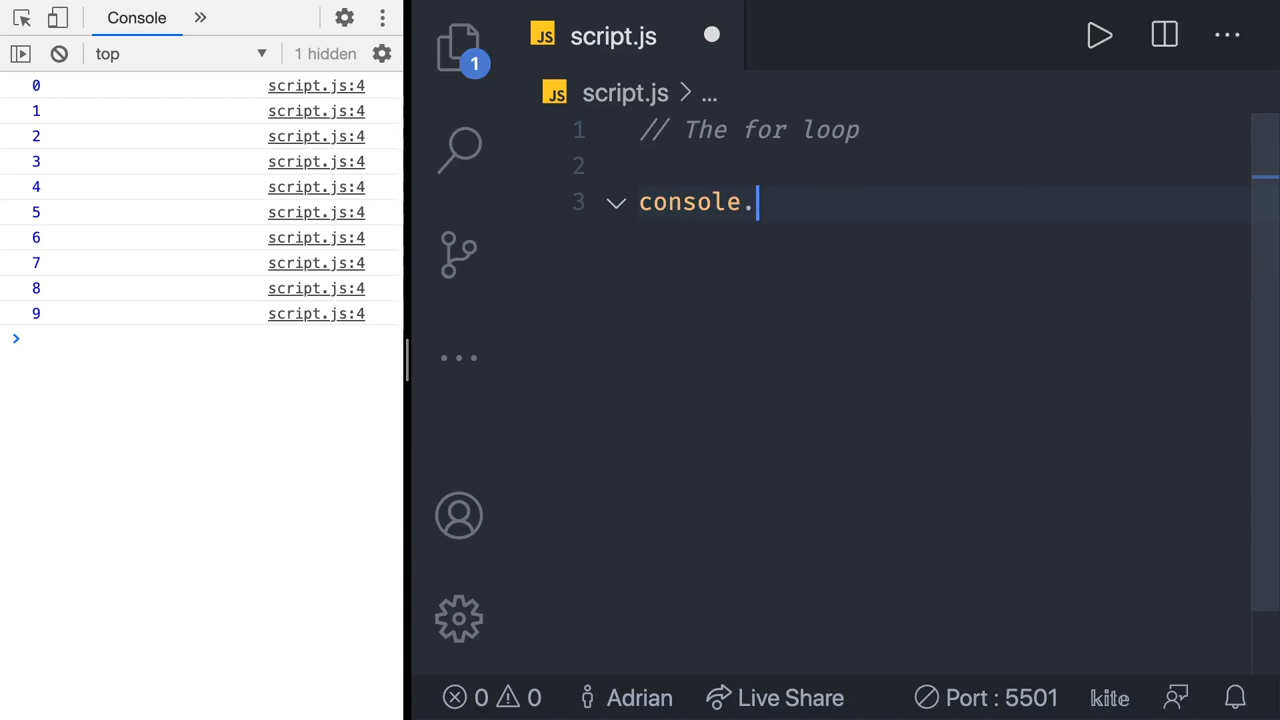 Console
top
1 hidden
0 script.js:4
1 script.js:4
2 script.js:4
3 script.js:4
4 script.js:4
5 script.js:4
6 script.js:4
7 script.js:4
8 script.js:4
9 script.js:4
1
JS script.js
JS script.js > ...
1 // The for loop
2
3 console.
0 0 Adrian Live Share Port : 5501 kite